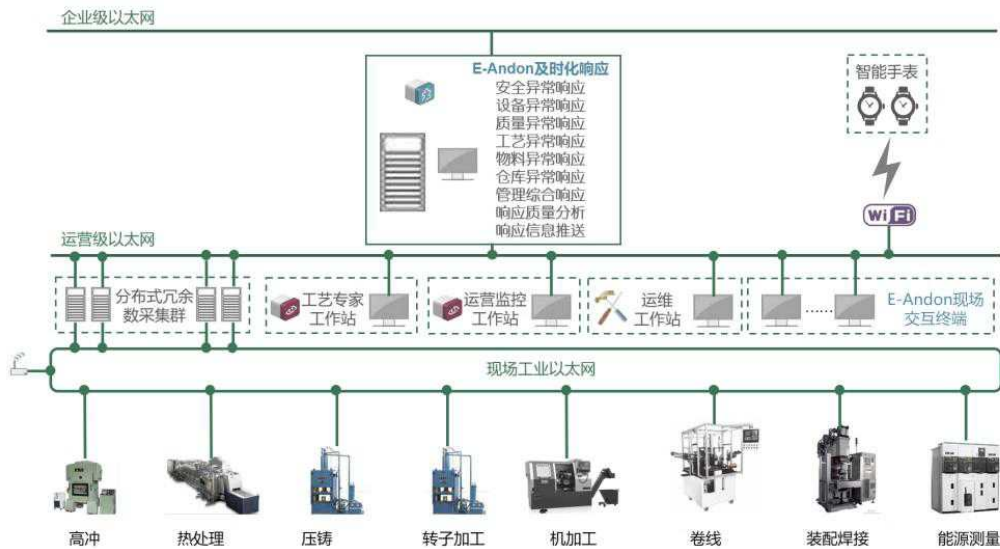 企业级以太网
E-Andon及时化响应
安全异常响应
设备异常响应
质量异常响应
工艺异常响应
物料异常响应
仓库异常响应
管理综合响应
响应质量分析
响应信息推送
智能手表
WiFi
运营级以太网
分布式冗余
数采集群
工艺专家
工作站
运营监控
工作站
运维
工作站
......
E-Andon现场
交互终端
现场工业以太网
高冲
热处理
压铸
转子加工
机加工
卷线
装配焊接
能源测量